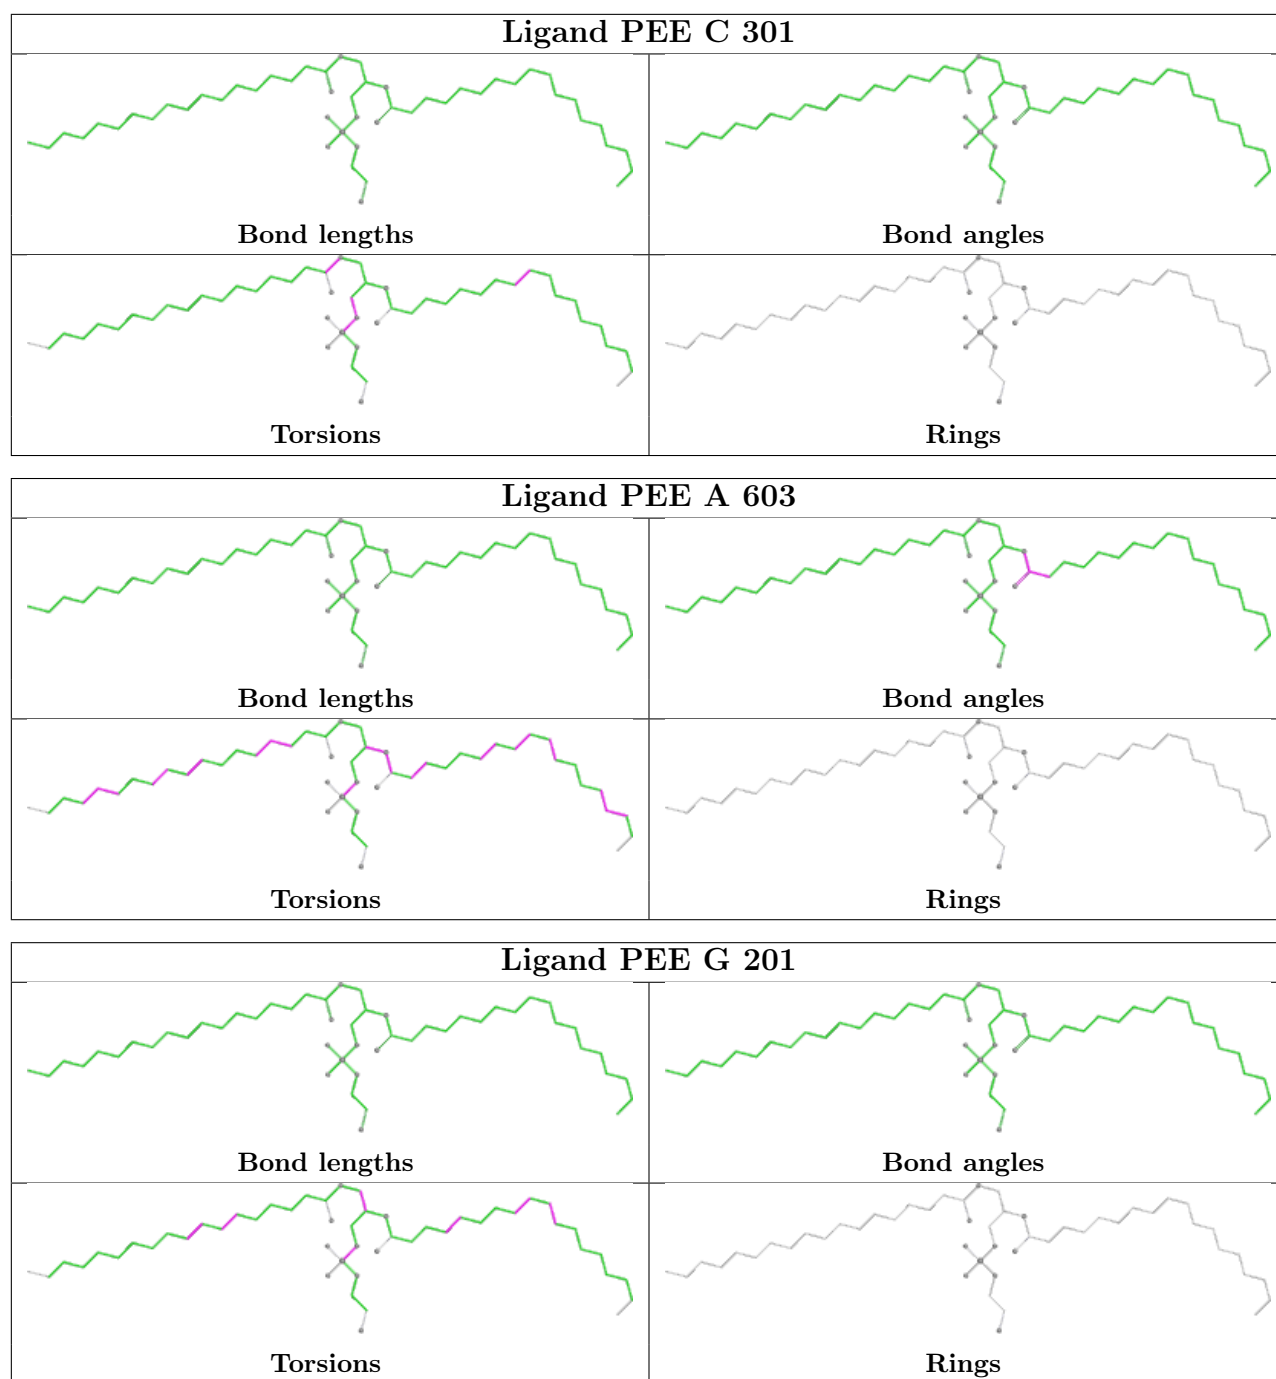 Ligand PEE C 301
Bond lengths
Bond angles
Torsions
Rings
Ligand PEE A 603
Bond lengths
Bond angles
Torsions
Rings
Ligand PEE G 201
Bond lengths
Bond angles
Torsions
Rings